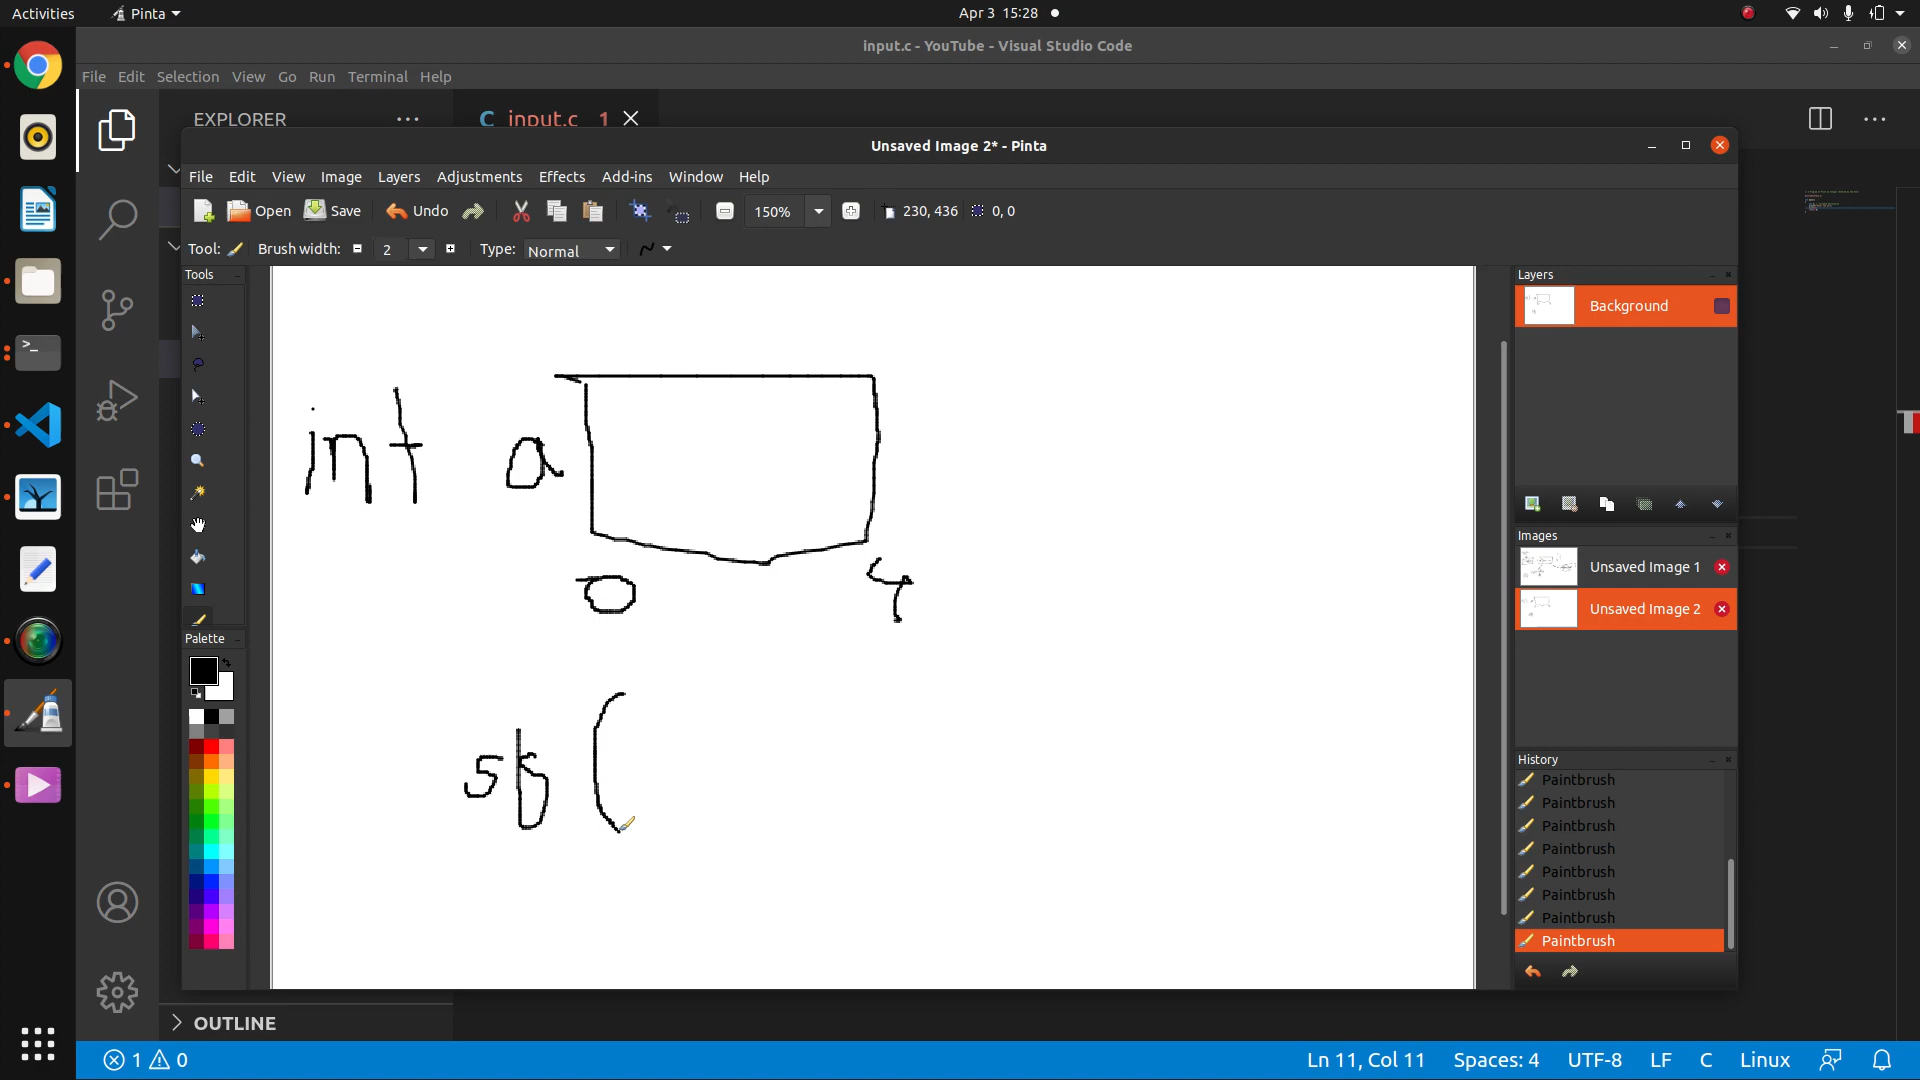 Activities
Pinta
Apr 3 15:28
input.c - YouTube - Visual Studio Code
File Edit Selection View Go Run Terminal Help
EXPLORER
C input.c 1
Unsaved Image 2* - Pinta
File Edit View Image Layers Adjustments Effects Add-ins Window Help
Open Save Undo 150% 230, 436 0, 0
Tool: Brush width: 2 Type: Normal
Tools
Layers
Background
Images
Unsaved Image 1
Unsaved Image 2
Palette
History
Paintbrush
Paintbrush
Paintbrush
Paintbrush
Paintbrush
Paintbrush
Paintbrush
Paintbrush
int a
0 4
(
OUTLINE
1 0 Ln 11, Col 11 Spaces: 4 UTF-8 LF C Linux